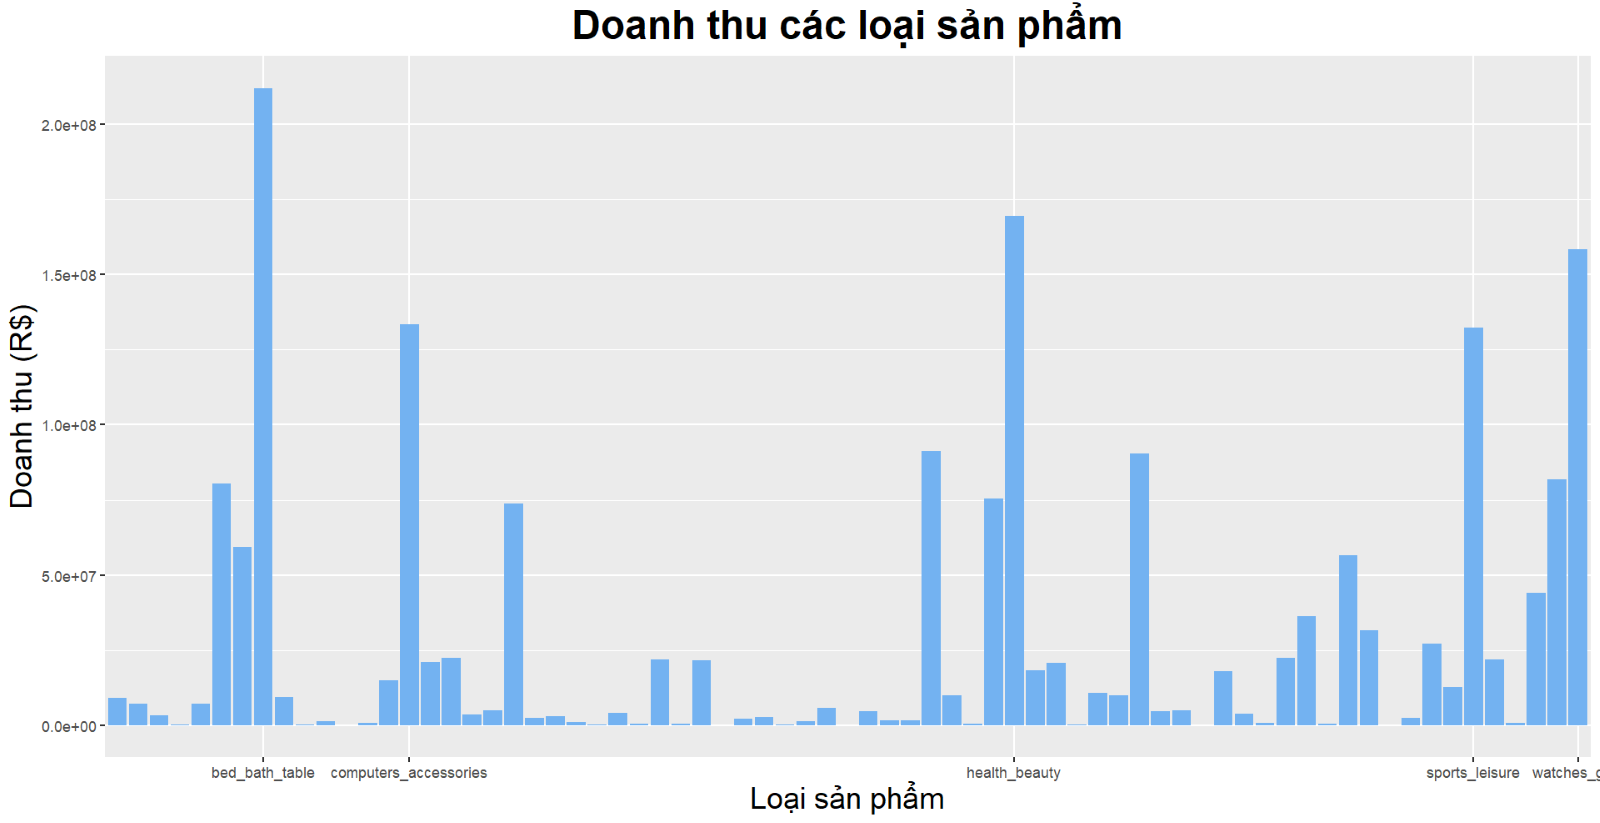 Doanh thu các loại sản phẩm
Doanh thu (R$)
2.0e+08
1.5e+08
1.0e+08
5.0e+07
0.0e+00
bed_bath_table computers_accessories health_beauty sports_leisure watches_g
Loại sản phẩm